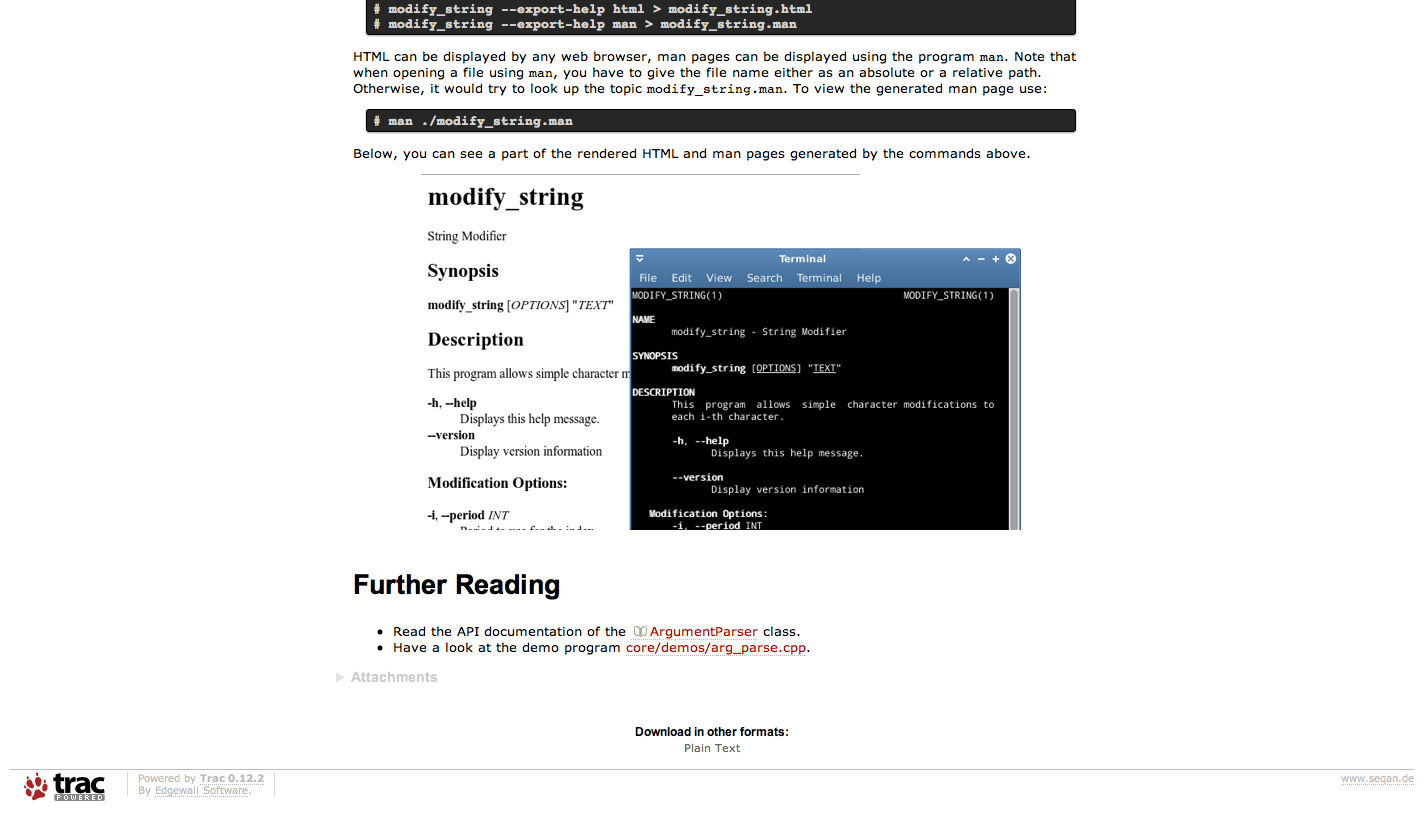 # modify_string --export-help html > modify_string.html
# modify_string --export-help man > modify_string.man
HTML can be displayed by any web browser, man pages can be displayed using the program man. Note that
when opening a file using man, you have to give the file name either as an absolute or a relative path.
Otherwise, it would try to look up the topic modify_string.man. To view the generated man page use:
# man ./modify_string.man
Below, you can see a part of the rendered HTML and man pages generated by the commands above.
modify_string
String Modifier
Synopsis
modify_string [OPTIONS] "TEXT"
Description
This program allows simple character m
-h, --help
Displays this help message.
--version
Display version information
Modification Options:
-i, --period INT
Period to use for the index.
Terminal
File Edit View Search Terminal Help
MODIFY_STRING(1) MODIFY_STRING(1)
NAME
modify_string - String Modifier
SYNOPSIS
modify_string [OPTIONS] "TEXT"
DESCRIPTION
This program allows simple character modifications to
each i-th character.
-h, --help
Displays this help message.
--version
Display version information
Modification Options:
-i, --period INT
Further Reading
Read the API documentation of the ArgumentParser class.
Have a look at the demo program core/demos/arg_parse.cpp.
Attachments
Download in other formats:
Plain Text
trac
POWERED
Powered by Trac 0.12.2
By Edgewall Software.
www.seqan.de